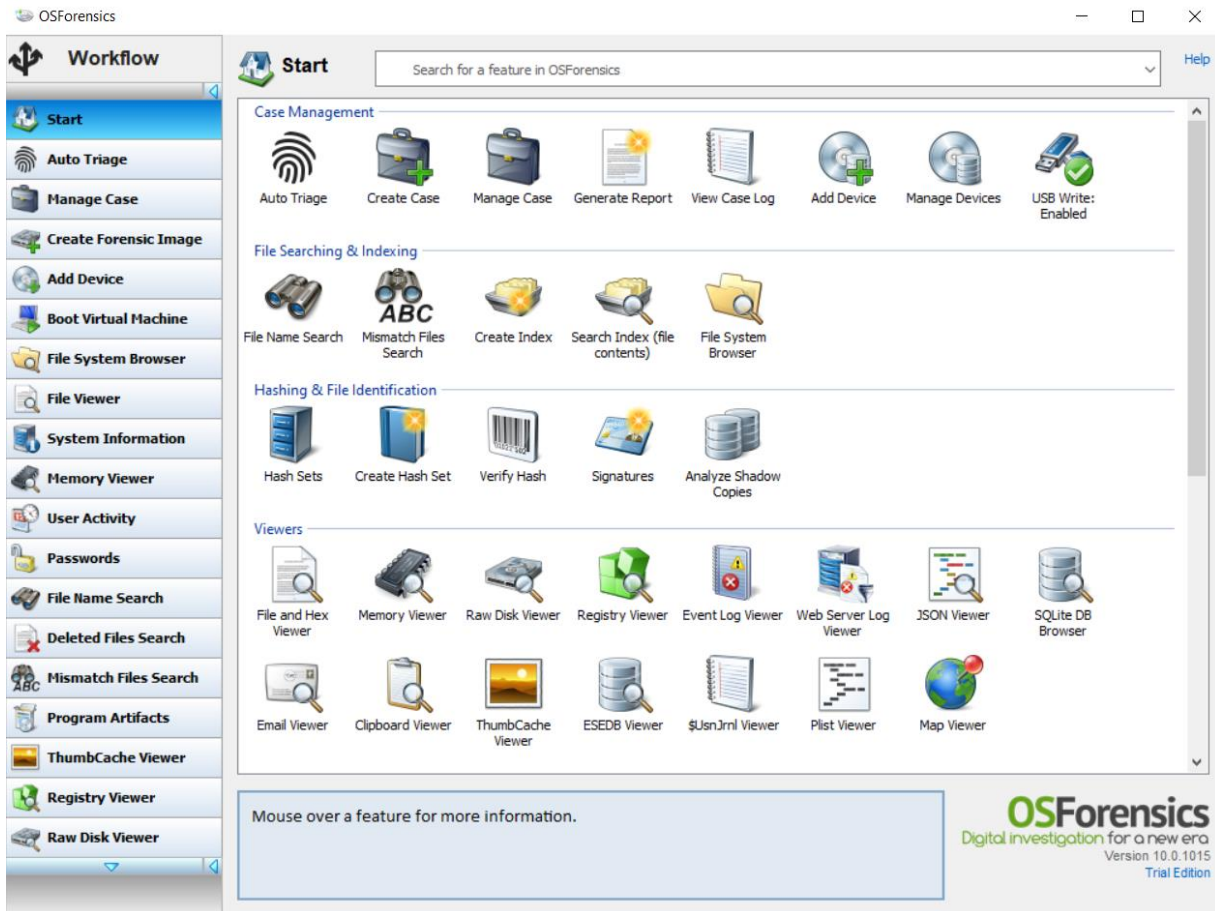 OSForensics
Workflow
Start
Auto Triage
Manage Case
Create Forensic Image
Add Device
Boot Virtual Machine
File System Browser
File Viewer
System Information
Memory Viewer
User Activity
Passwords
File Name Search
Deleted Files Search
Mismatch Files Search
Program Artifacts
ThumbCache Viewer
Registry Viewer
Raw Disk Viewer
Start
Search for a feature in OSForensics
Help
Case Management
Auto Triage
Create Case
Manage Case
Generate Report
View Case Log
Add Device
Manage Devices
USB Write:
Enabled
File Searching & Indexing
File Name Search
ABC
Mismatch Files
Search
Create Index
Search Index (file
contents)
File System
Browser
Hashing & File Identification
Hash Sets
Create Hash Set
Verify Hash
Signatures
Analyze Shadow
Copies
Viewers
File and Hex
Viewer
Memory Viewer
Raw Disk Viewer
Registry Viewer
Event Log Viewer
Web Server Log
Viewer
JSON Viewer
SQLite DB
Browser
Email Viewer
Clipboard Viewer
ThumbCache
Viewer
ESEDB Viewer
$UsnJrnl Viewer
Plist Viewer
Map Viewer
Mouse over a feature for more information.
OSForensics
Digital investigation for a new era
Version 10.0.1015
Trial Edition